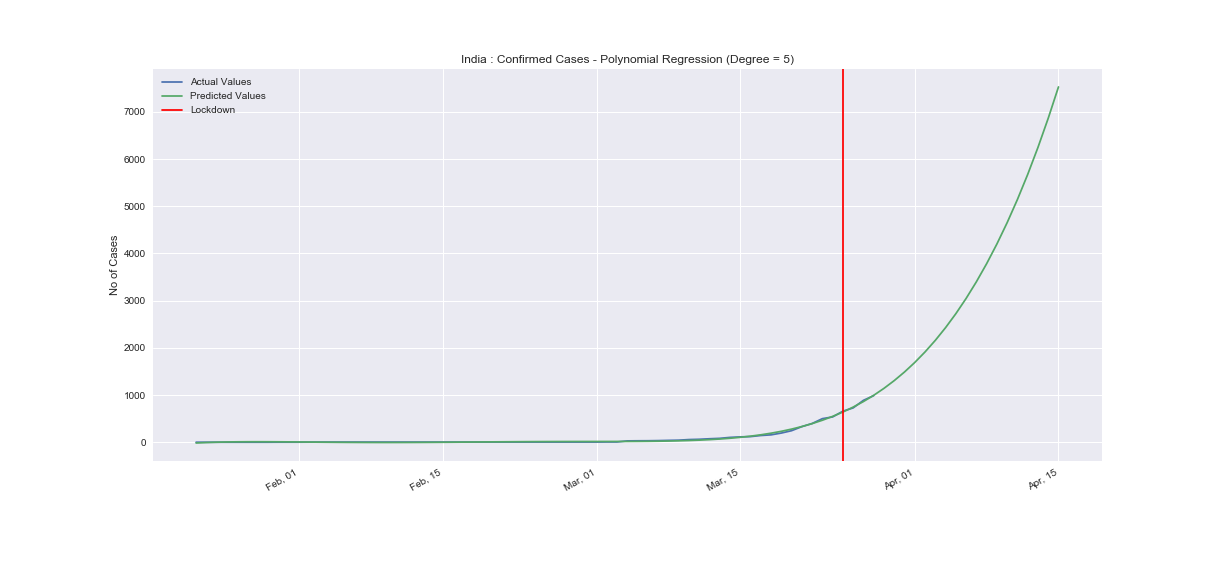 India : Confirmed Cases - Polynomial Regression (Degree = 5)
Actual Values
Predicted Values
Lockdown
7000
6000
5000
4000
3000
2000
1000
0
No of Cases
Feb, 01
Feb, 15
Mar, 01
Mar, 15
Apr, 01
Apr, 15